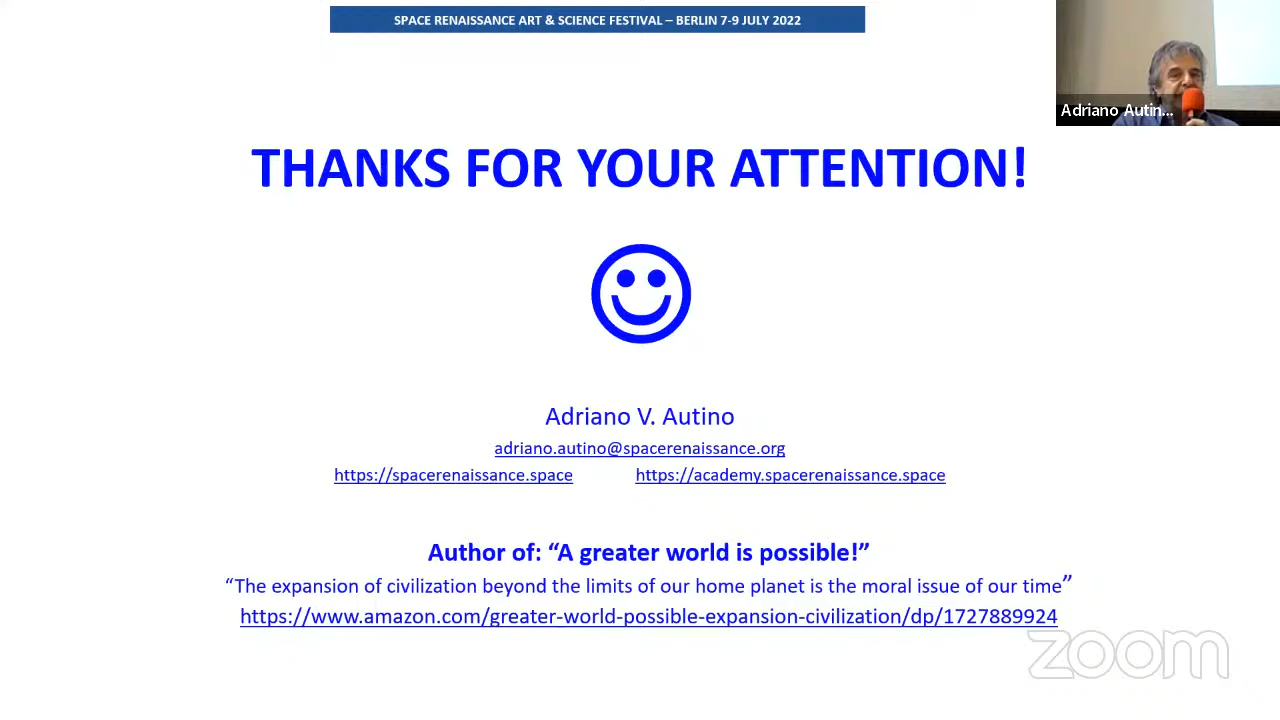 SPACE RENAISSANCE ART & SCIENCE FESTIVAL – BERLIN 7-9 JULY 2022
Adriano Autin...
THANKS FOR YOUR ATTENTION!
Adriano V. Autino
adriano.autino@spacerenaissance.org
https://spacerenaissance.space https://academy.spacerenaissance.space
Author of: “A greater world is possible!”
“The expansion of civilization beyond the limits of our home planet is the moral issue of our time”
https://www.amazon.com/greater-world-possible-expansion-civilization/dp/1727889924
zoom